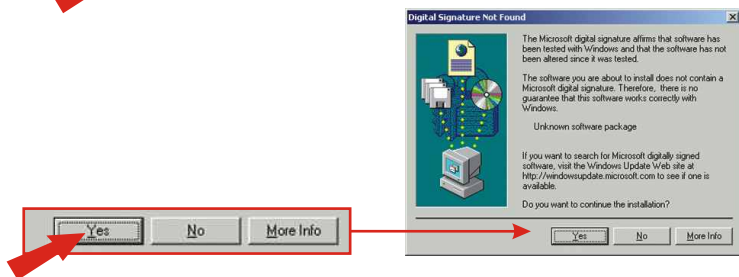 Digital Signature Not Found
The Microsoft digital signature affirms that software has
been tested with Windows and that the software has not
been altered since it was tested.
The software you are about to install does not contain a
Microsoft digital signature. Therefore, there is no
guarantee that this software works correctly with
Windows.
Unknown software package
If you want to search for Microsoft digitally signed
software, visit the Windows Update Web site at
http://windowsupdate.microsoft.com to see if one is
available.
Do you want to continue the installation?
Yes No More Info
Yes No More Info